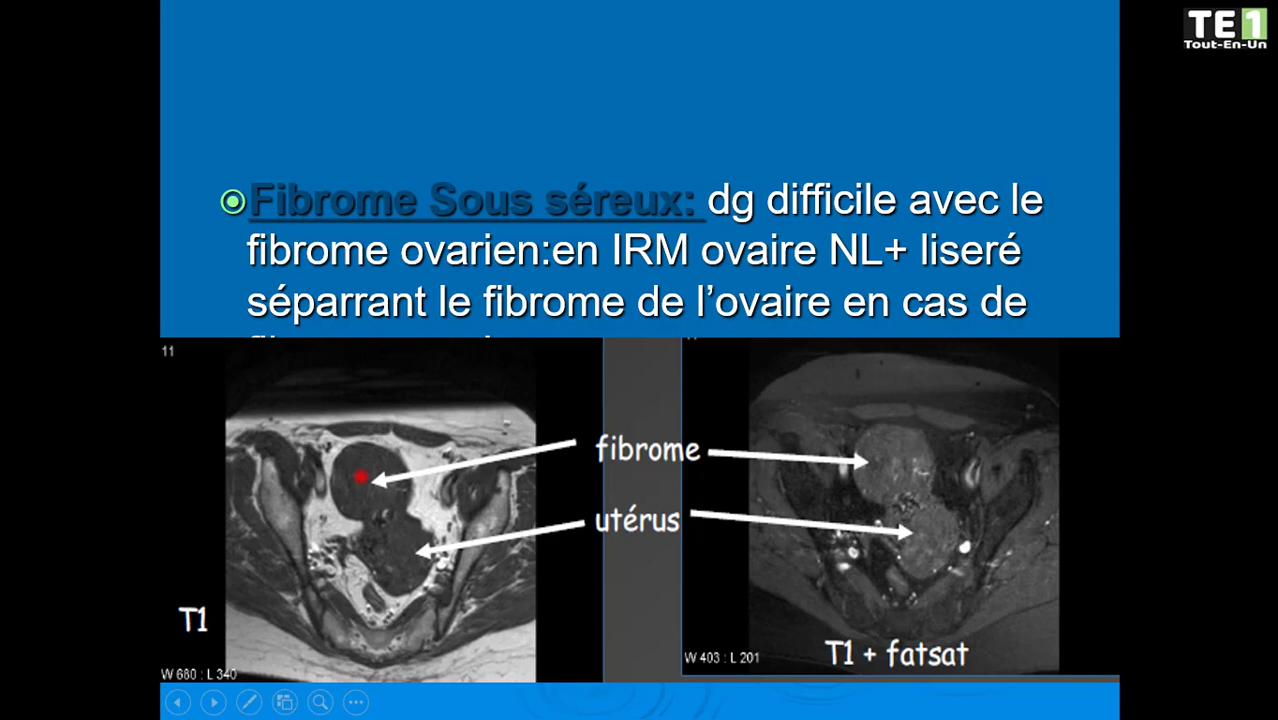 TE1
Tout-En-Un
Fibrome Sous séreux: dg difficile avec le
fibrome ovarien:en IRM ovaire NL+ liseré
séparrant le fibrome de l’ovaire en cas de
11
fibrome
utérus
T1
T1 + fatsat
W 680 : L 340
W 403 : L 201